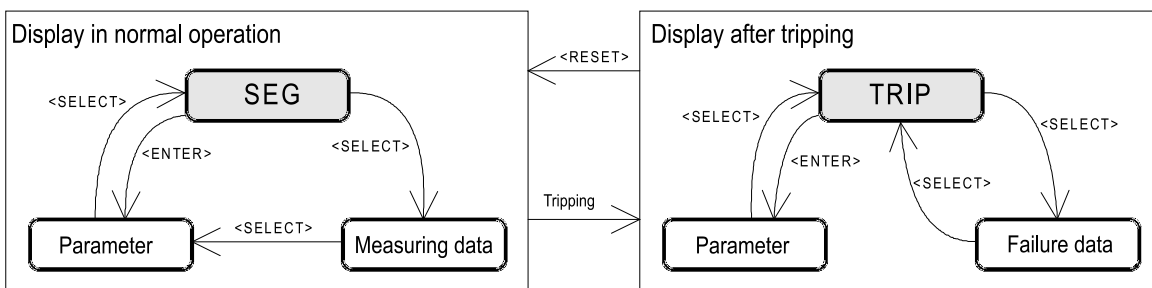 Display in normal operation
SEG
<SELECT>
<ENTER>
<SELECT>
Parameter
<SELECT>
Measuring data
<RESET>
Tripping
Display after tripping
TRIP
<SELECT>
<ENTER>
<SELECT>
<SELECT>
Parameter
Failure data